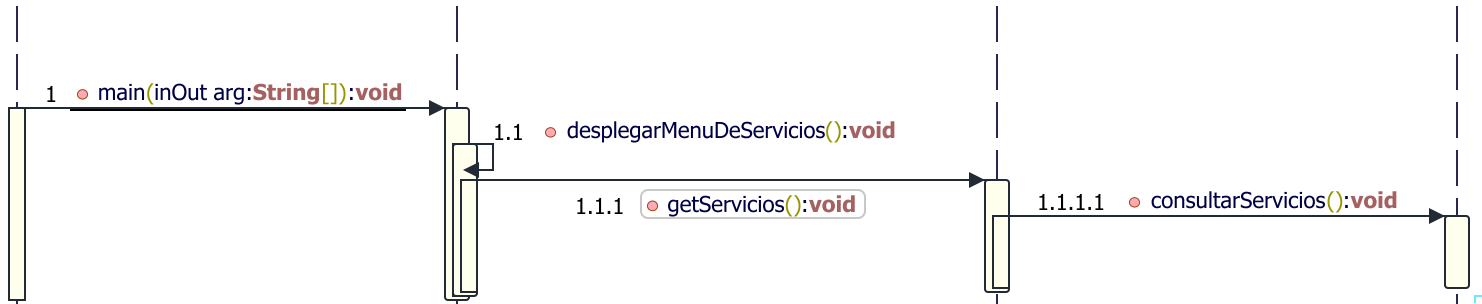 1 main(inOut arg:String[]):void
1.1 desplegarMenuDeServicios():void
1.1.1 getServicios():void
1.1.1.1 consultarServicios():void